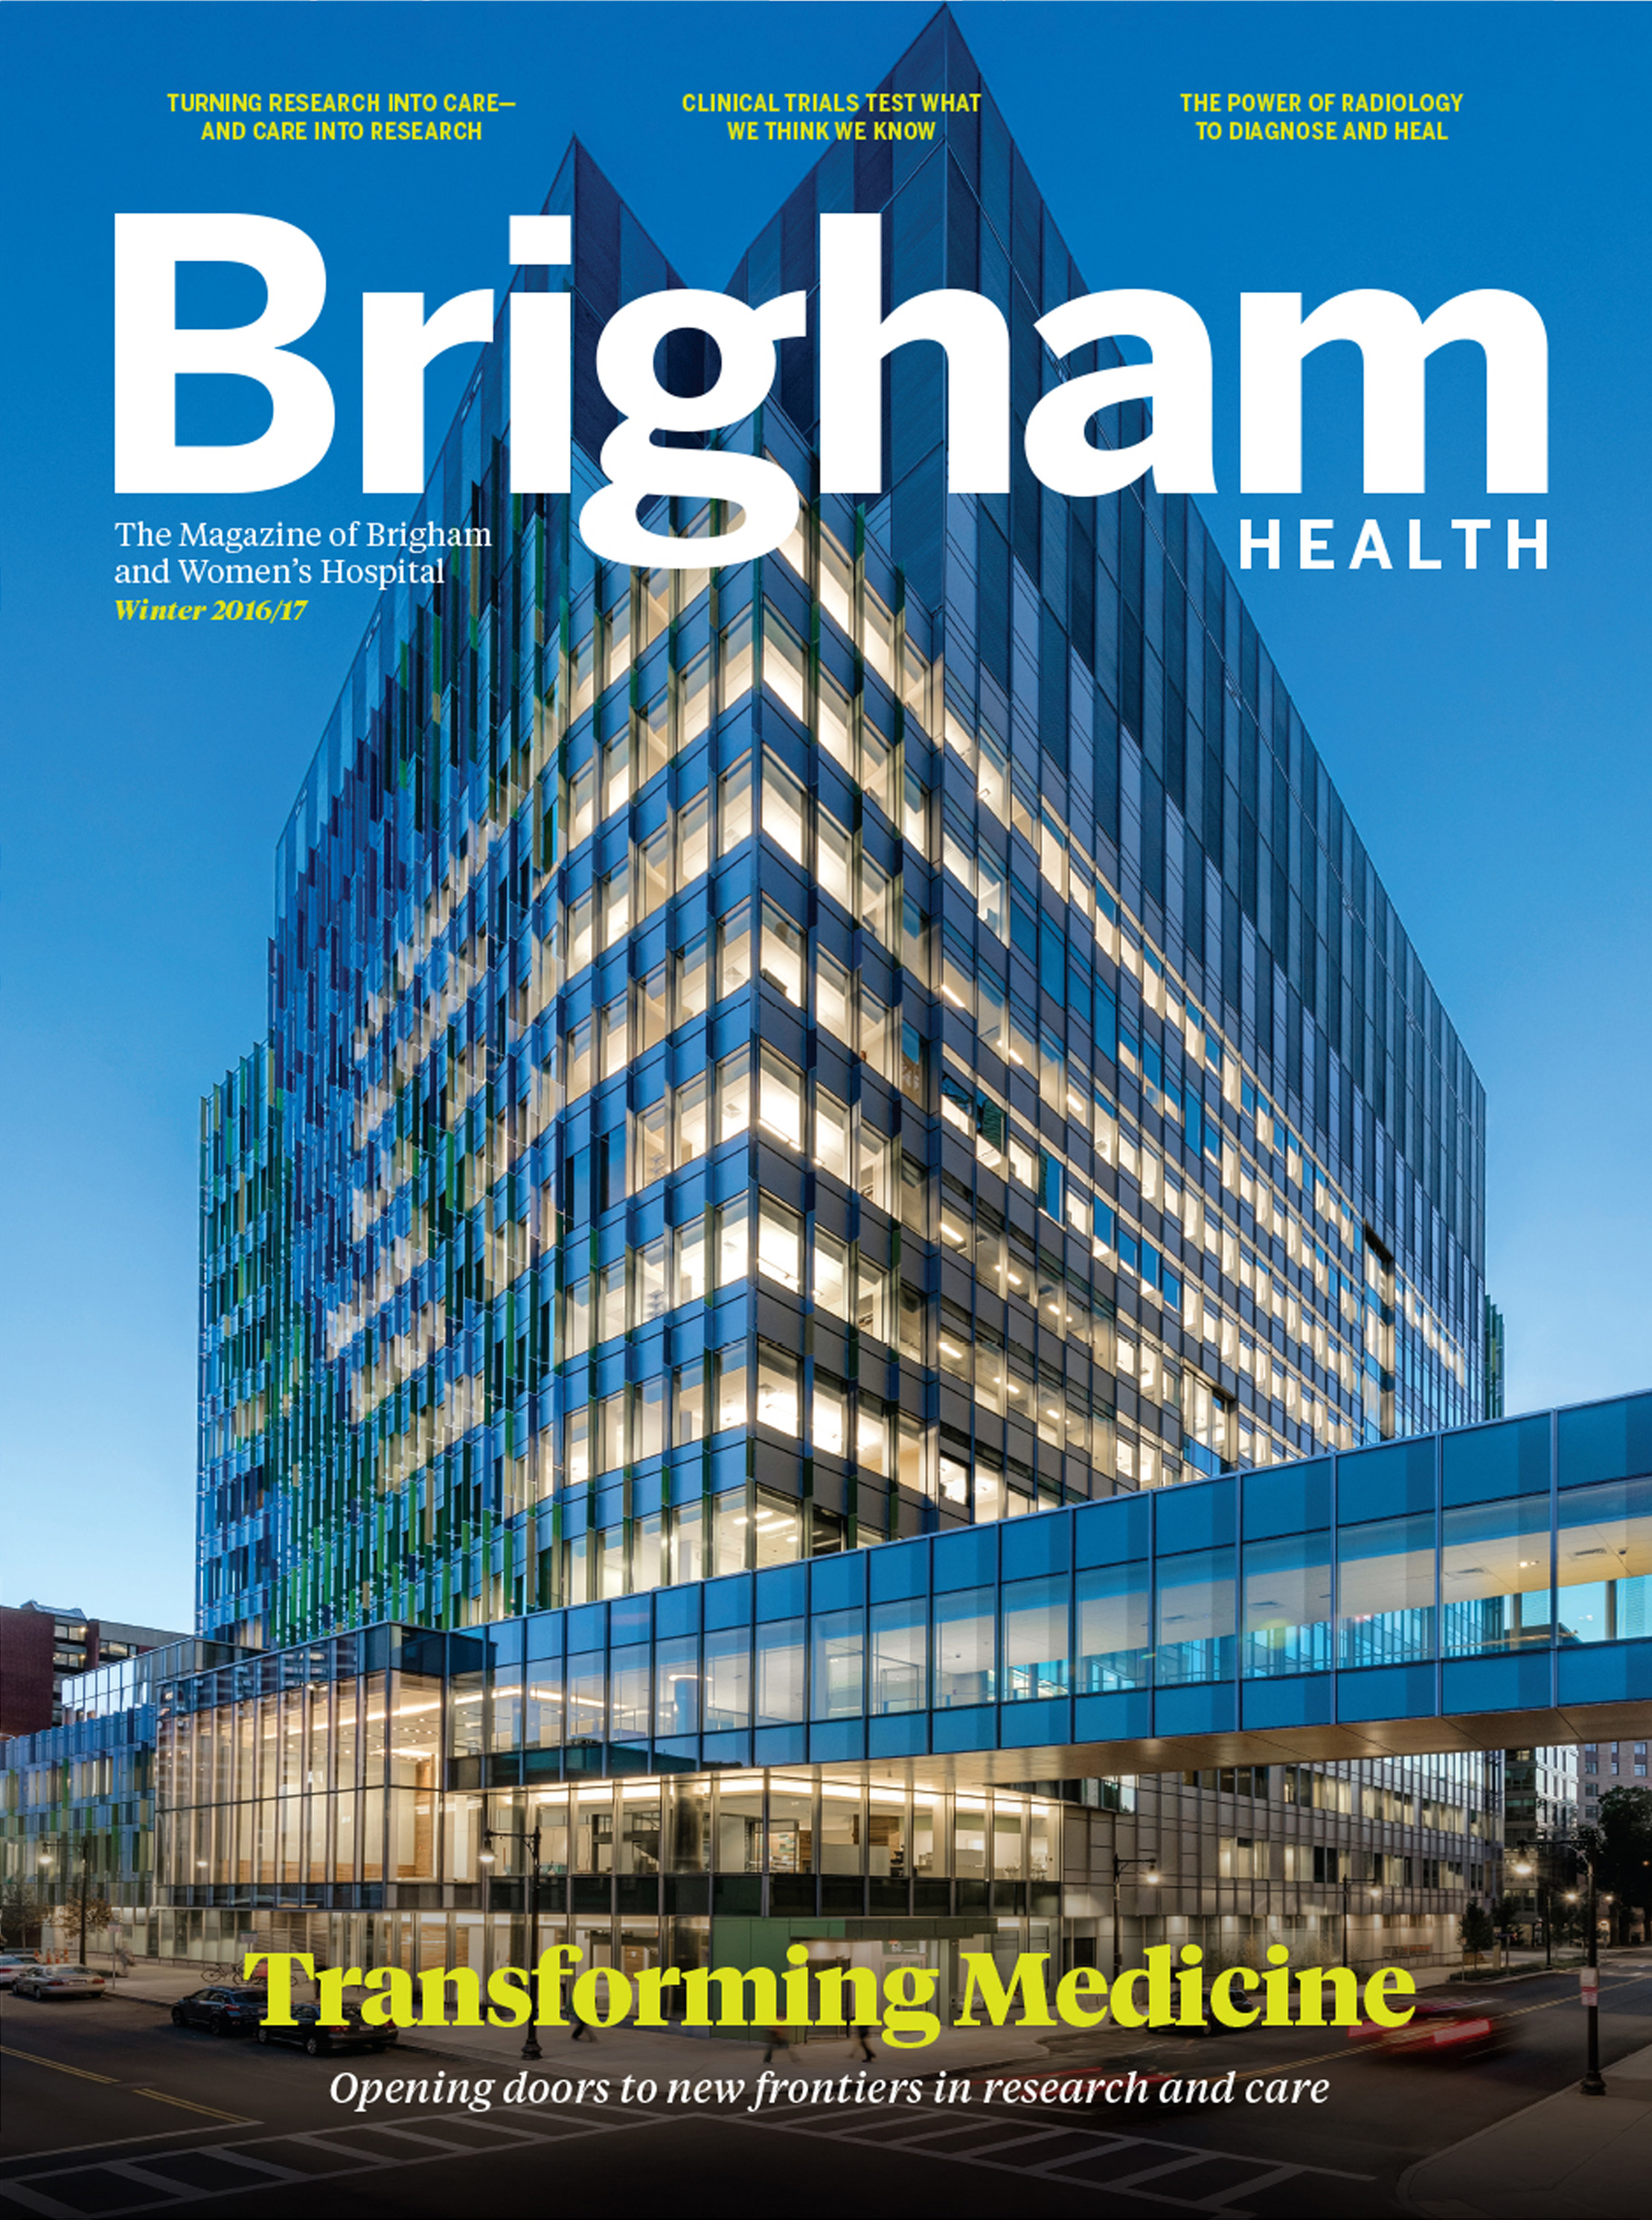 TURNING RESEARCH INTO CARE—
AND CARE INTO RESEARCH
CLINICAL TRIALS TEST WHAT
WE THINK WE KNOW
THE POWER OF RADIOLOGY
TO DIAGNOSE AND HEAL
Brigham
HEALTH
The Magazine of Brigham
and Women’s Hospital
Winter 2016/17
Transforming Medicine
Opening doors to new frontiers in research and care